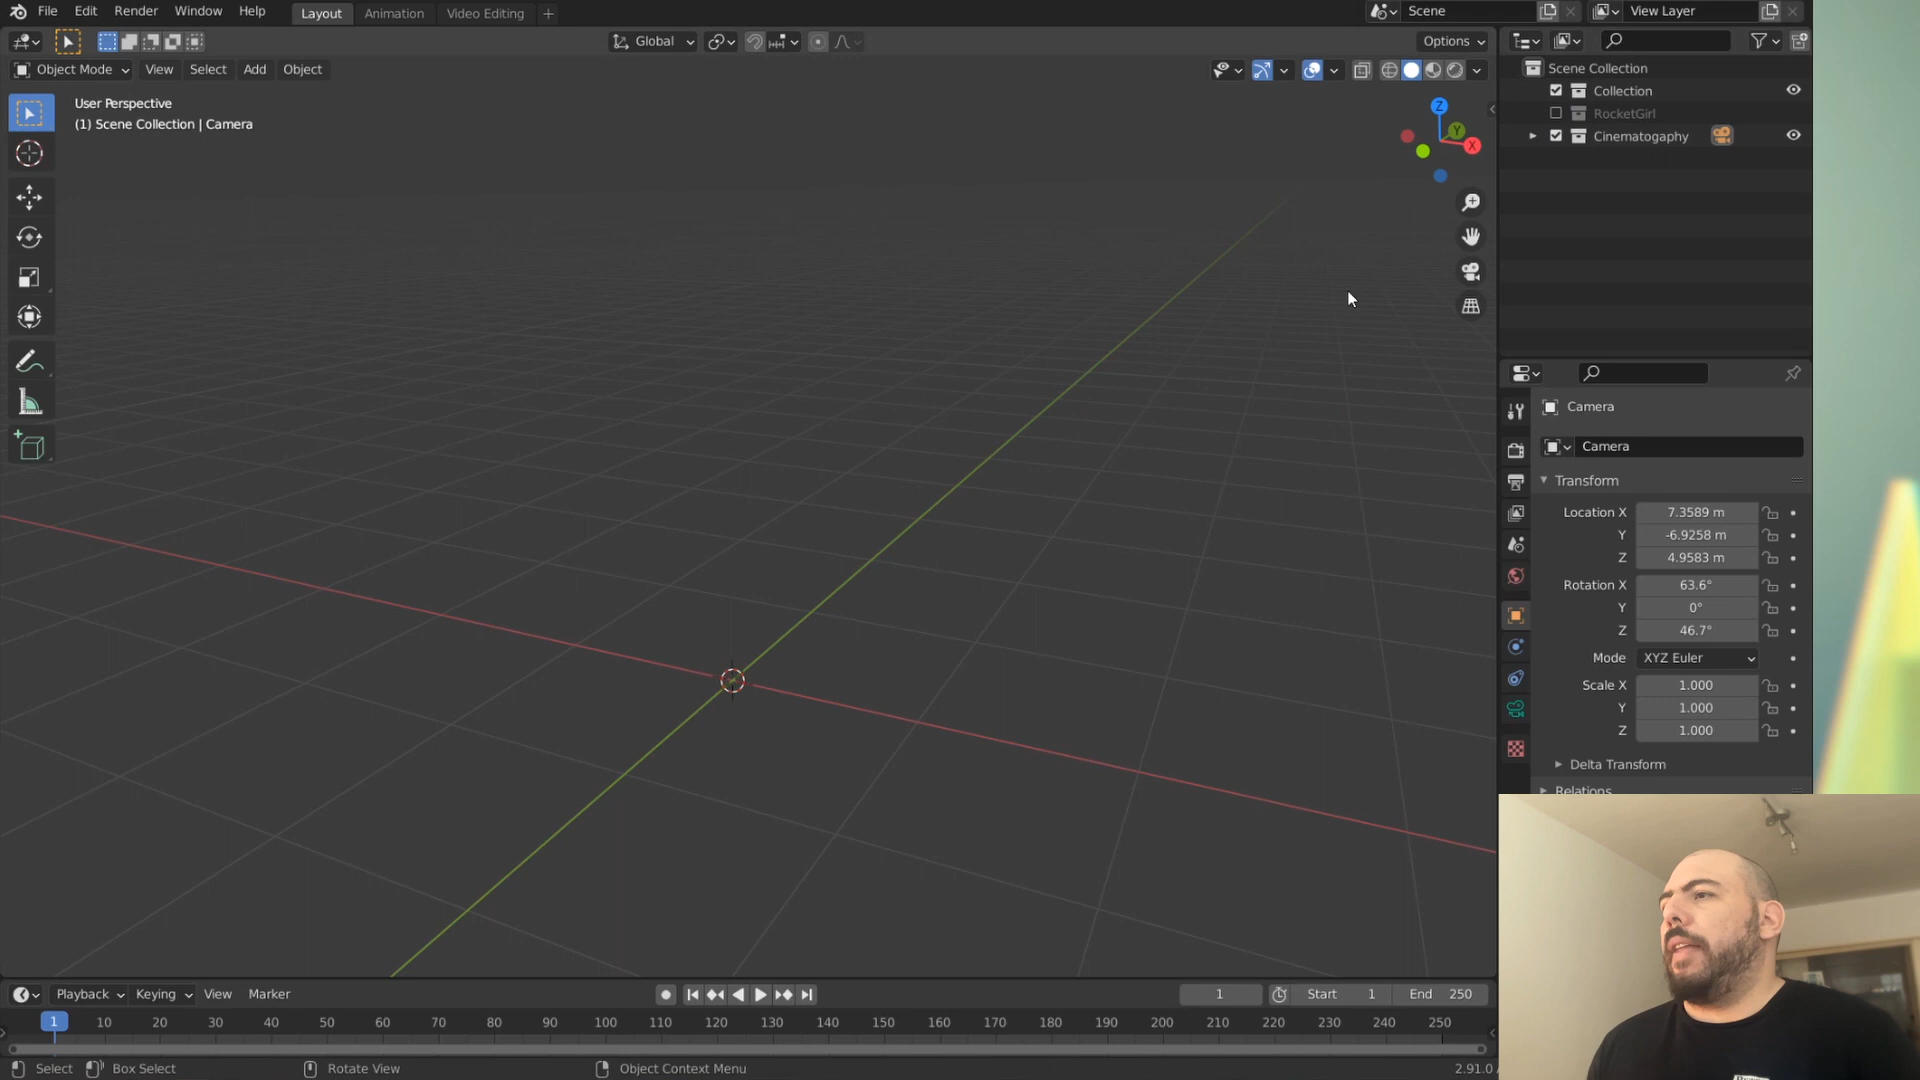 File Edit Render Window Help Layout Animation Video Editing + Scene View Layer
Global Options
Object Mode View Select Add Object
User Perspective
(1) Scene Collection | Camera
Z
Y
X
Scene Collection
Collection
RocketGirl
Cinematogaphy
Camera
Camera
Transform
Location X 7.3589 m
Y -6.9258 m
Z 4.9583 m
Rotation X 63.6°
Y 0°
Z 46.7°
Mode XYZ Euler
Scale X 1.000
Y 1.000
Z 1.000
Delta Transform
Relations
Playback Keying View Marker 1 Start 1 End 250
1 10 20 30 40 50 60 70 80 90 100 110 120 130 140 150 160 170 180 190 200 210 220 230 240 250
Select Box Select Rotate View Object Context Menu 2.91.0